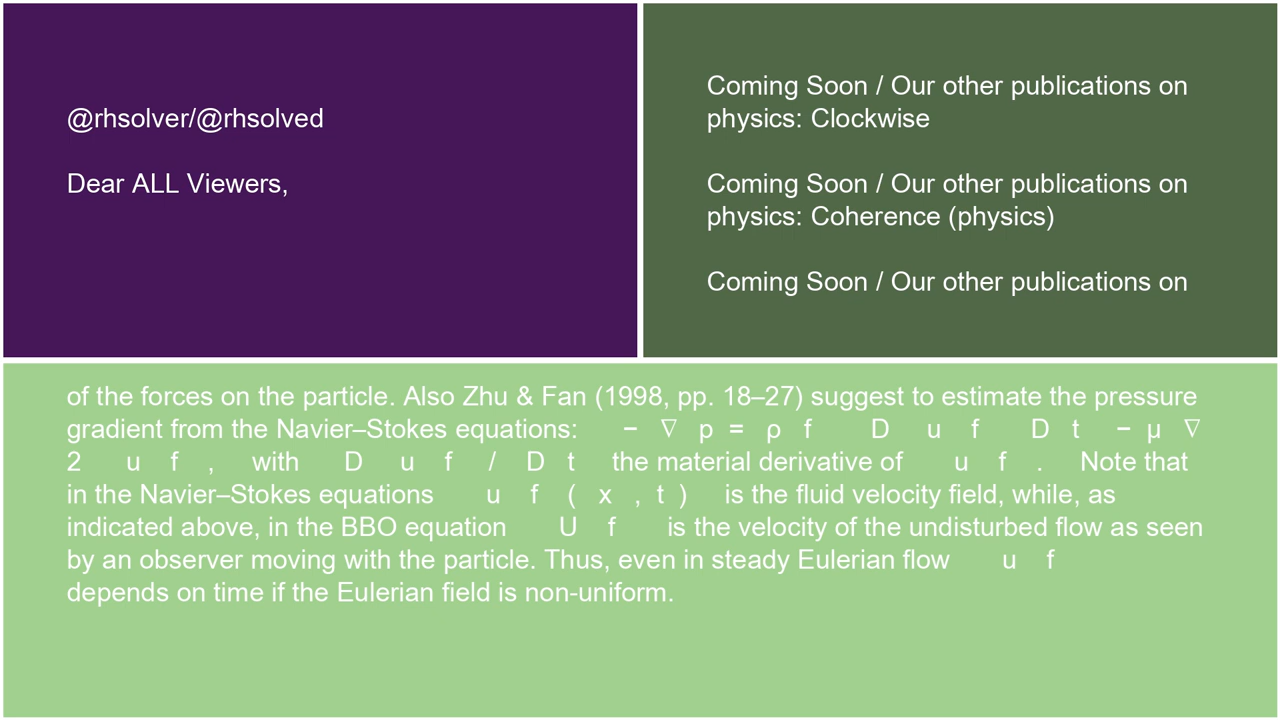 @rhsolver/@rhsolved
Dear ALL Viewers,
Coming Soon / Our other publications on
physics: Clockwise
Coming Soon / Our other publications on
physics: Coherence (physics)
Coming Soon / Our other publications on
of the forces on the particle. Also Zhu & Fan (1998, pp. 18–27) suggest to estimate the pressure
gradient from the Navier–Stokes equations: − ∇ p = ρ f D u f D t − μ ∇
2 u f , with D u f / D t the material derivative of u f . Note that
in the Navier–Stokes equations u f ( x , t ) is the fluid velocity field, while, as
indicated above, in the BBO equation U f is the velocity of the undisturbed flow as seen
by an observer moving with the particle. Thus, even in steady Eulerian flow u f
depends on time if the Eulerian field is non-uniform.